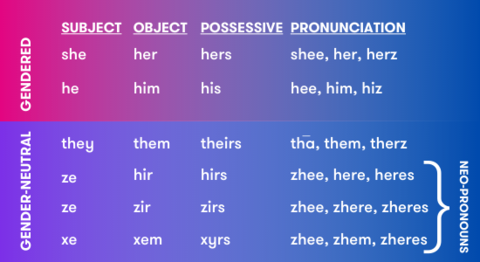 SUBJECT OBJECT POSSESSIVE PRONUNCIATION
GENDERED
she her hers shee, her, herz
he him his hee, him, hiz
GENDER-NEUTRAL
they them theirs thā, them, therz
ze hir hirs zhee, here, heres
ze zir zirs zhee, zhere, zheres
xe xem xyrs zhee, zhem, zheres
NEO-PRONOUNS